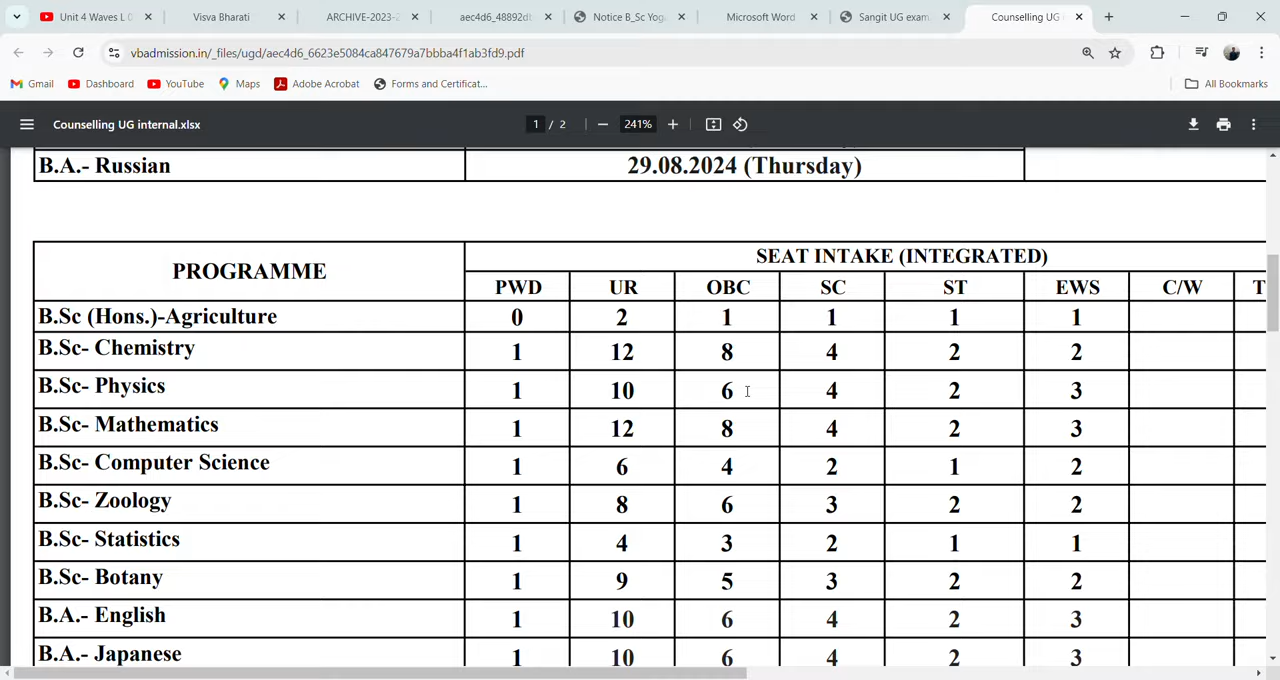 Unit 4 Waves L 0
Visva Bharati
ARCHIVE-2023-2
aec4d6_48892db
Notice B_Sc Yog
Microsoft Word
Sangit UG exam
Counselling UG i
vbadmission.in/_files/ugd/aec4d6_6623e5084ca847679a7bbba4f1ab3fd9.pdf
Gmail Dashboard YouTube Maps Adobe Acrobat Forms and Certificat... All Bookmarks
Counselling UG internal.xlsx 1 / 2 241%
B.A.- Russian 29.08.2024 (Thursday)
PROGRAMME SEAT INTAKE (INTEGRATED)
PWD UR OBC SC ST EWS C/W T
B.Sc (Hons.)-Agriculture 0 2 1 1 1 1
B.Sc- Chemistry 1 12 8 4 2 2
B.Sc- Physics 1 10 6 4 2 3
B.Sc- Mathematics 1 12 8 4 2 3
B.Sc- Computer Science 1 6 4 2 1 2
B.Sc- Zoology 1 8 6 3 2 2
B.Sc- Statistics 1 4 3 2 1 1
B.Sc- Botany 1 9 5 3 2 2
B.A.- English 1 10 6 4 2 3
B.A.- Japanese 1 10 6 4 2 3